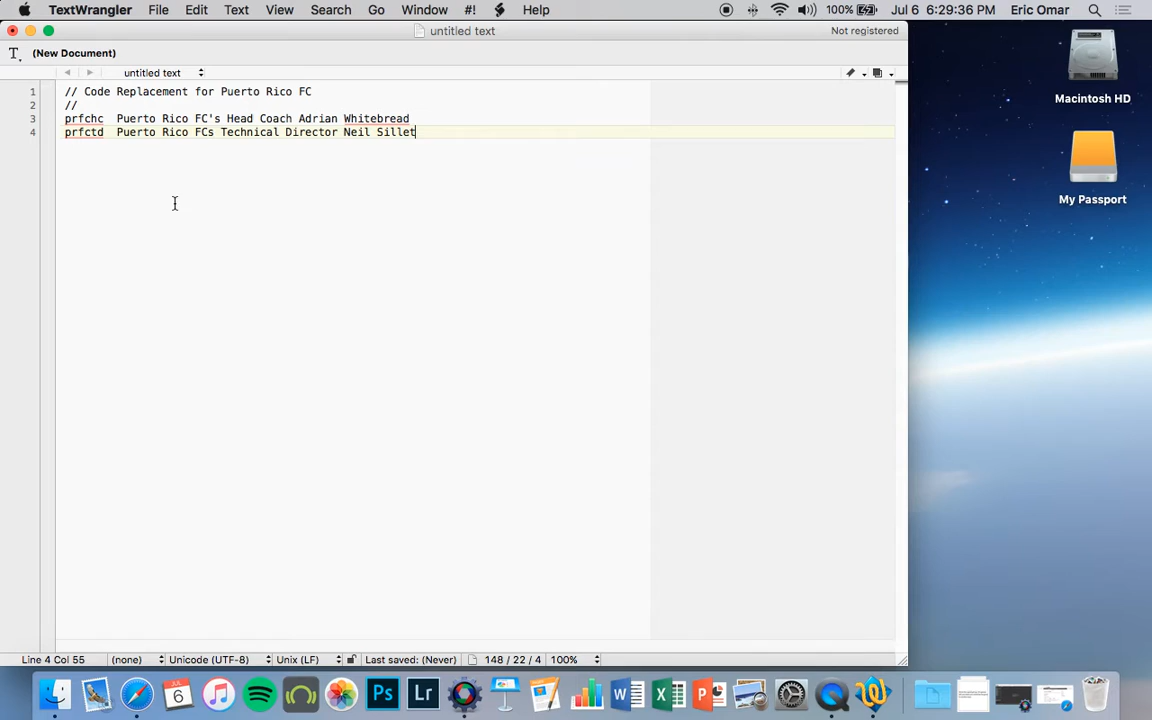 TextWrangler File Edit Text View Search Go Window #! Help 100% Jul 6 6:29:36 PM Eric Omar
untitled text Not registered
(New Document)
untitled text
1 // Code Replacement for Puerto Rico FC
2 //
3 prfchc Puerto Rico FC's Head Coach Adrian Whitebread
4 prfctd Puerto Rico FCs Technical Director Neil Sillet
Macintosh HD
My Passport
Line 4 Col 55 (none) Unicode (UTF-8) Unix (LF) Last saved: (Never) 148 / 22 / 4 100%
6 Ps Lr W X P